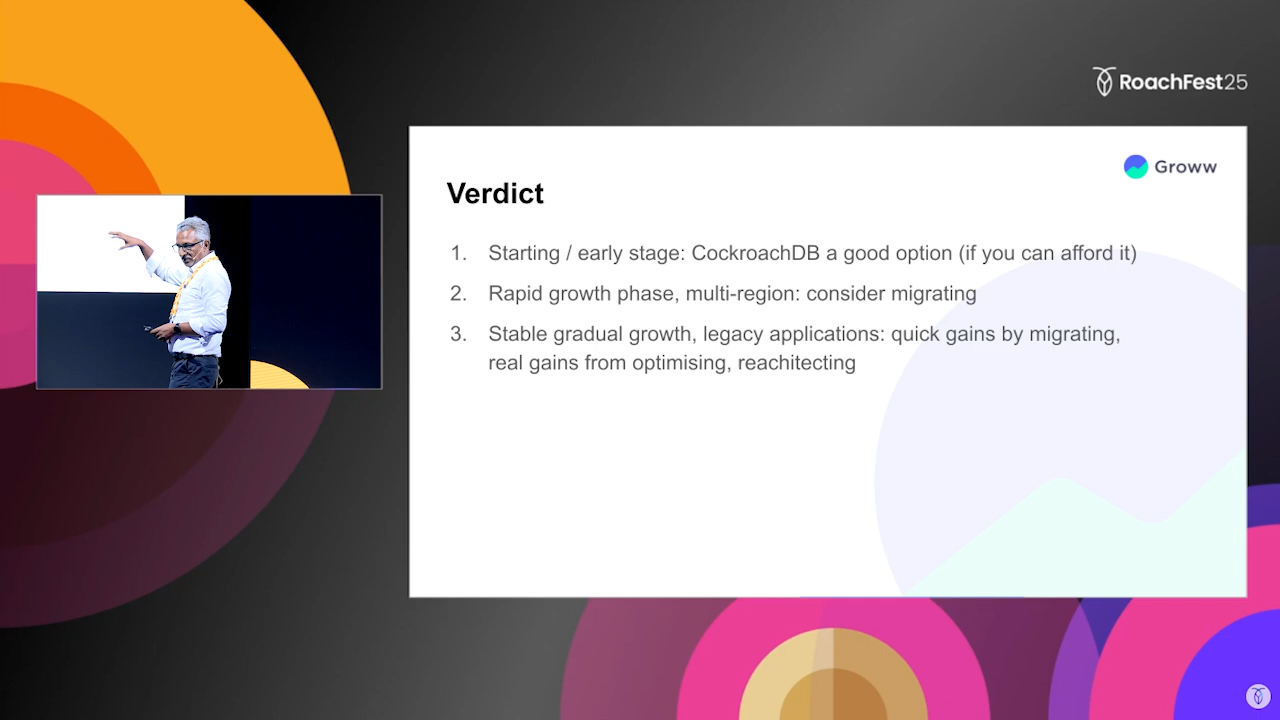 RoachFest25
Groww
Verdict
1. Starting / early stage: CockroachDB a good option (if you can afford it)
2. Rapid growth phase, multi-region: consider migrating
3. Stable gradual growth, legacy applications: quick gains by migrating,
real gains from optimising, reachitecting